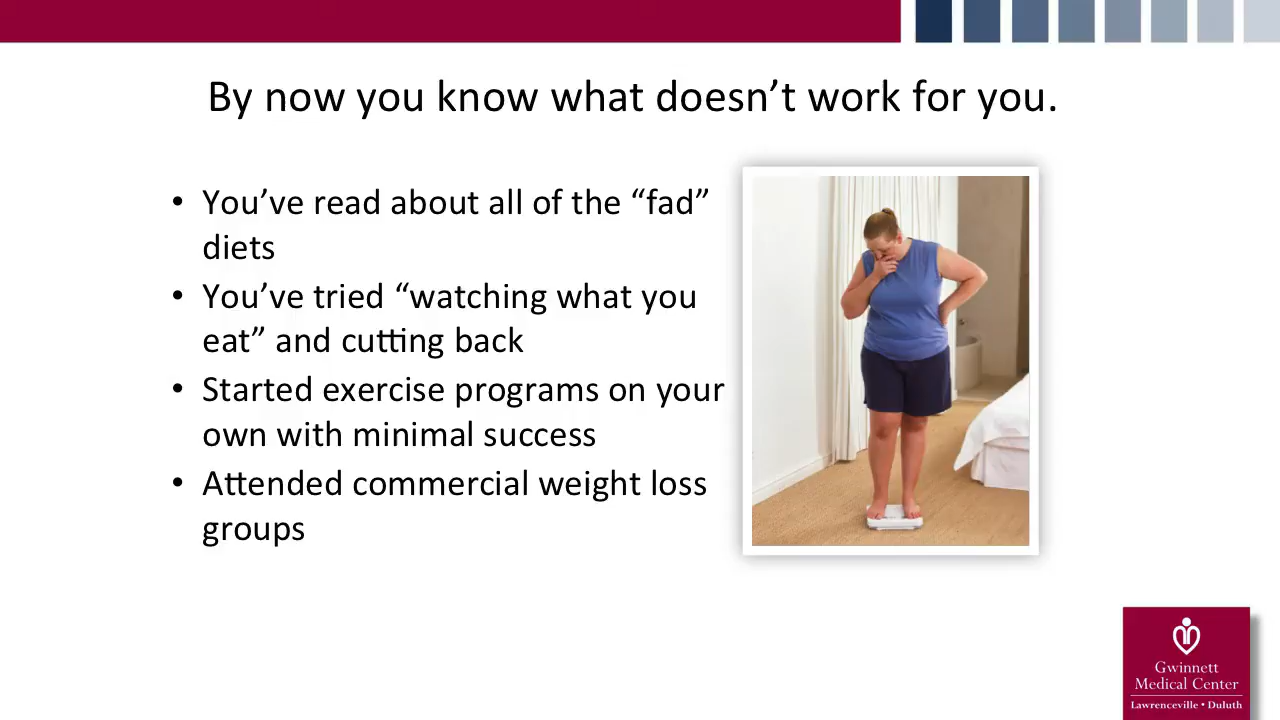 By now you know what doesn’t work for you.
• You’ve read about all of the “fad”
diets
• You’ve tried “watching what you
eat” and cutting back
• Started exercise programs on your
own with minimal success
• Attended commercial weight loss
groups
Gwinnett
Medical Center
Lawrenceville • Duluth